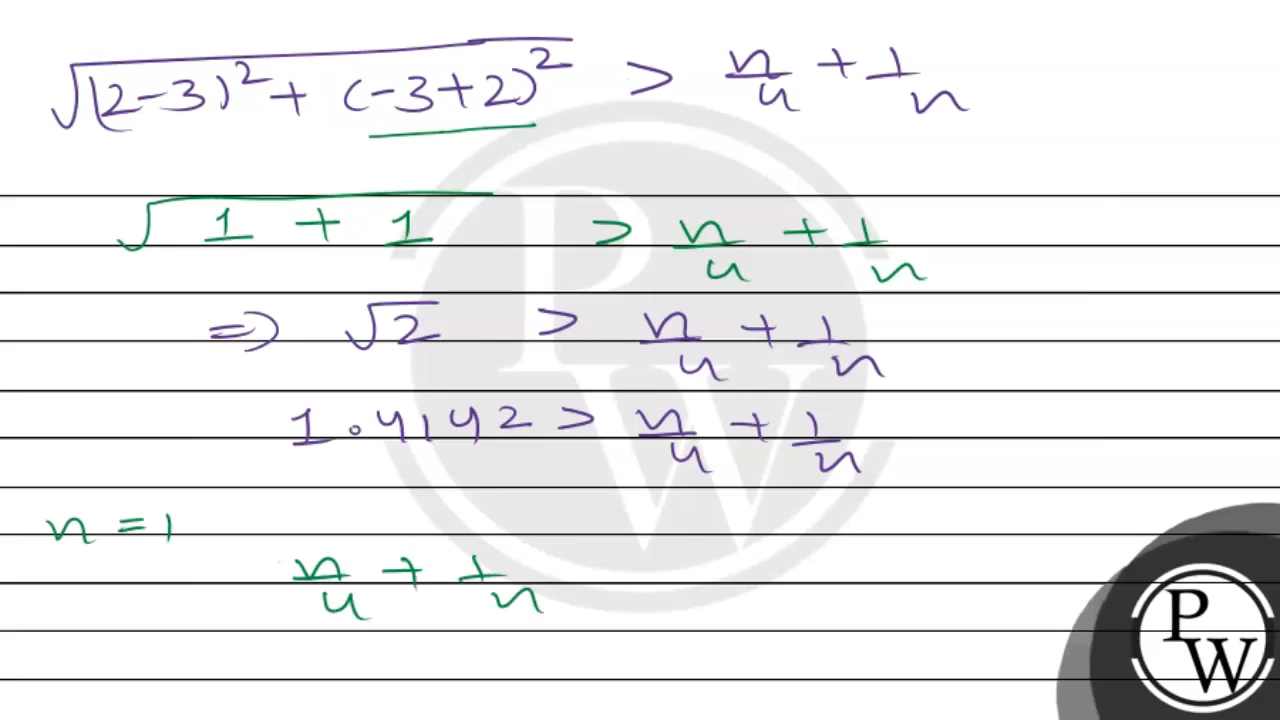 √((2-3)² + (-3+2)²) > n/4 + 1/n
√(1 + 1) > n/4 + 1/n
⇒ √2 > n/4 + 1/n
1.4142 > n/4 + 1/n
n = 1
n/4 + 1/n
PW
PW